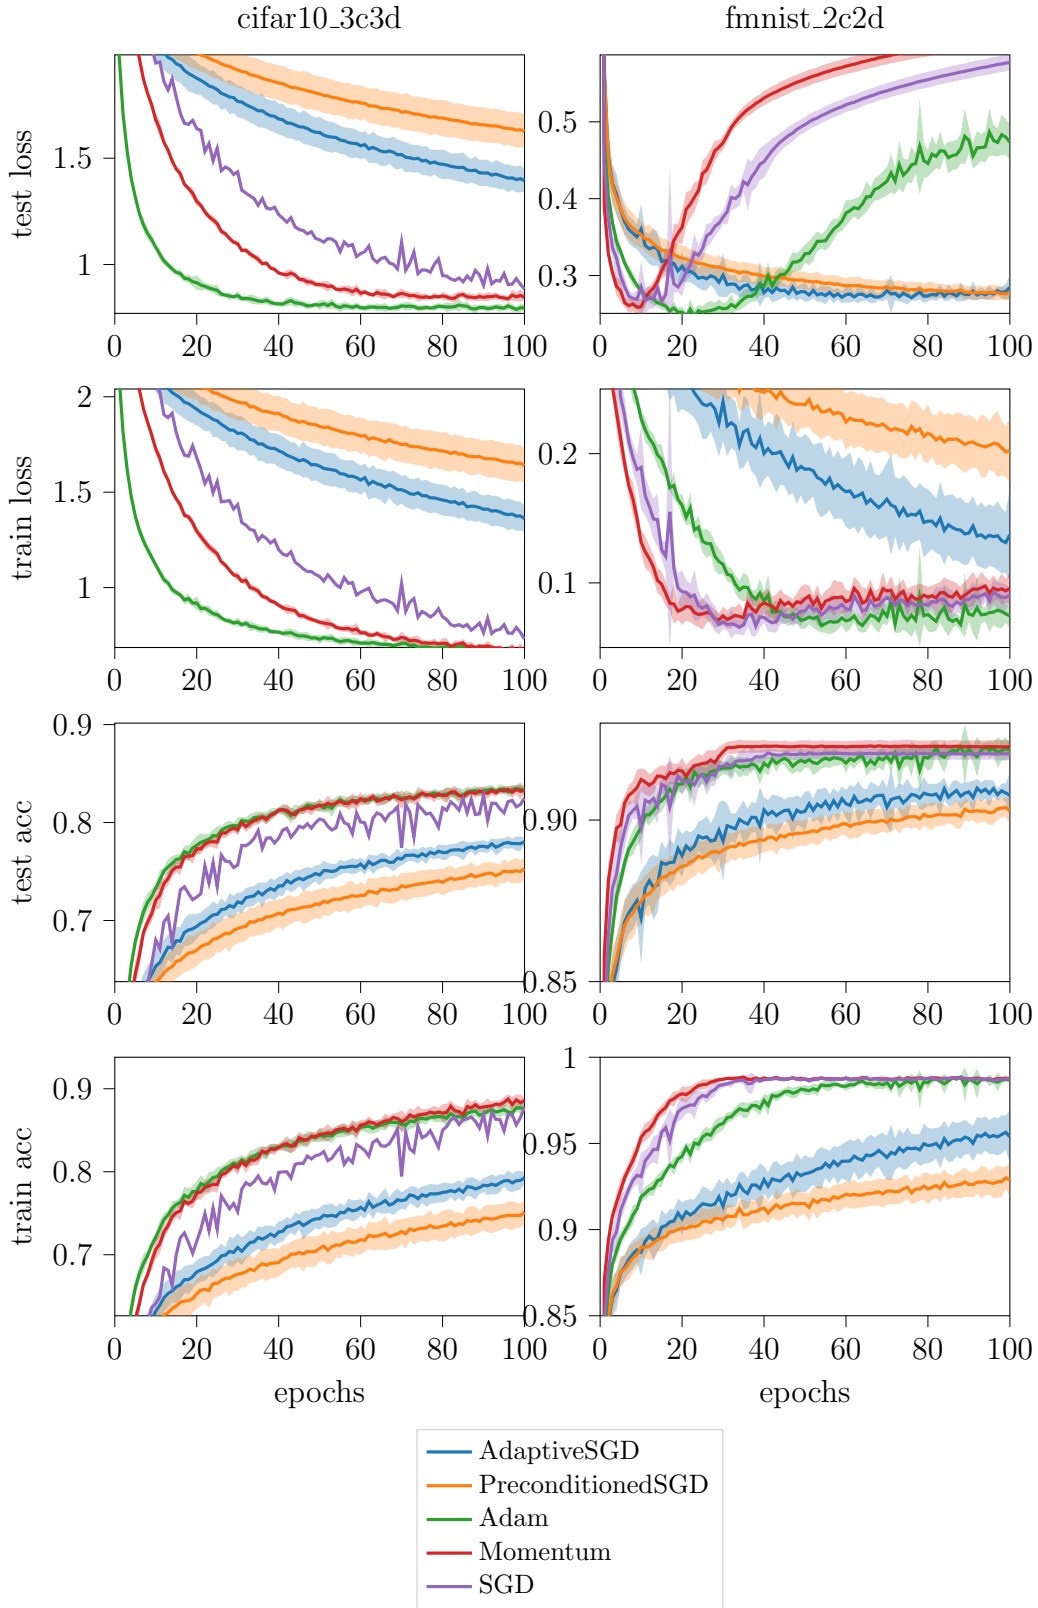 cifar10_3c3d
fmnist_2c2d
test loss
1.5
1
0 20 40 60 80 100
0.5
0.4
0.3
0 20 40 60 80 100
train loss
2
1.5
1
0 20 40 60 80 100
0.2
0.1
0 20 40 60 80 100
test acc
0.9
0.8
0.7
0 20 40 60 80 100
0.90
0.85
0 20 40 60 80 100
train acc
0.9
0.8
0.7
0 20 40 60 80 100
epochs
1
0.95
0.9
0.85
0 20 40 60 80 100
epochs
AdaptiveSGD
PreconditionedSGD
Adam
Momentum
SGD